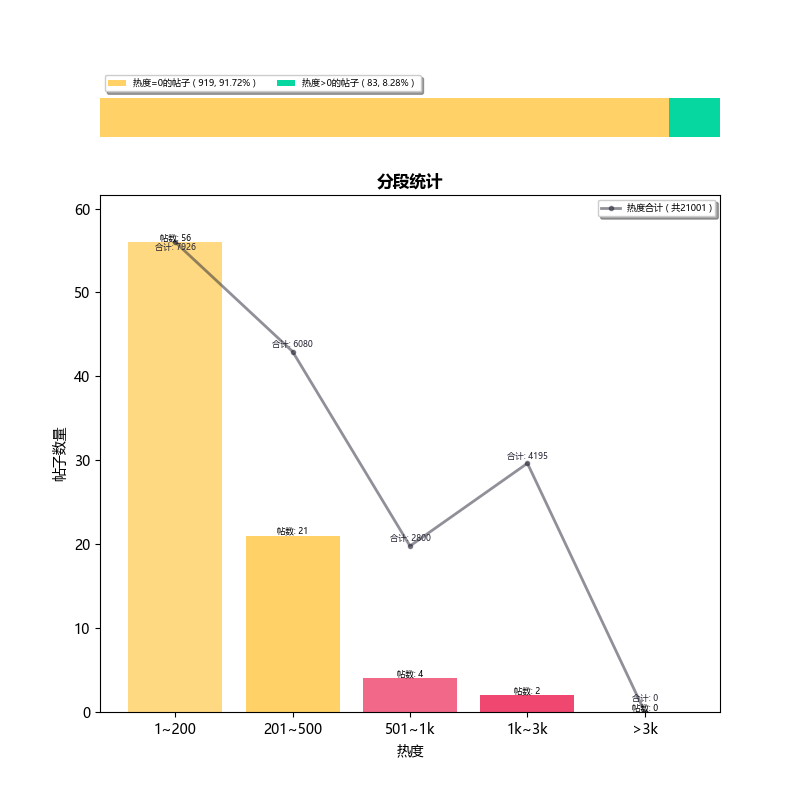 热度=0的帖子 ( 919, 91.72% )
热度>0的帖子 ( 83, 8.28% )
分段统计
热度合计 ( 共21001 )
60
50
40
30
20
10
0
帖子数量
帖数: 56
合计: 7926
合计: 6080
帖数: 21
合计: 2800
帖数: 4
合计: 4195
帖数: 2
合计: 0
帖数: 0
1~200
201~500
501~1k
1k~3k
>3k
热度